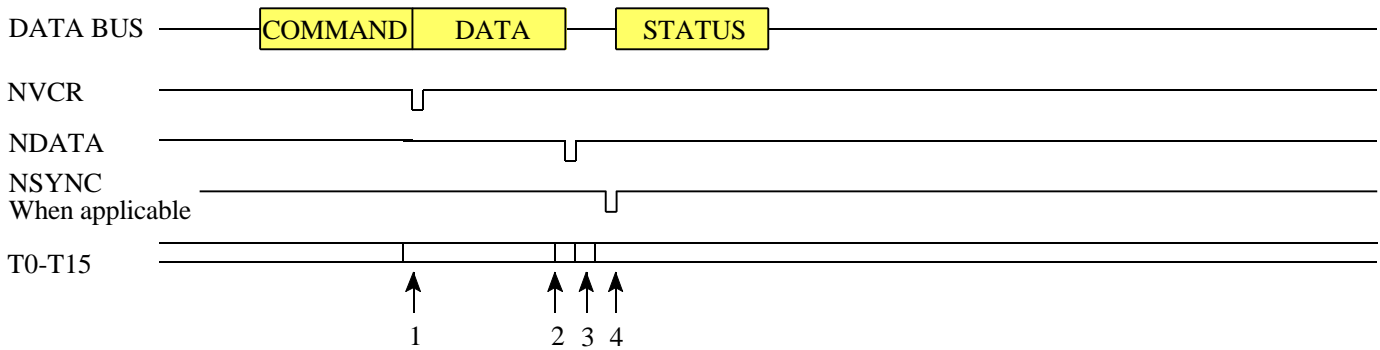 DATA BUS COMMAND DATA STATUS
NVCR
NDATA
NSYNC
When applicable
T0-T15
1 2 3 4